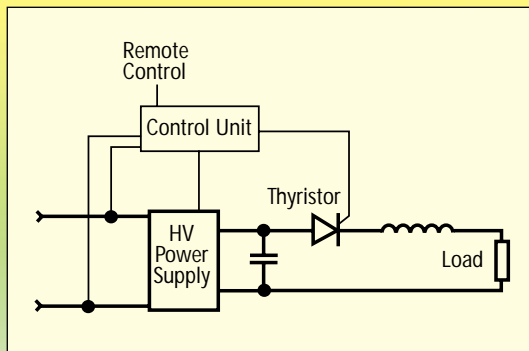 Remote
Control
Control Unit
Thyristor
HV
Power
Supply
Load